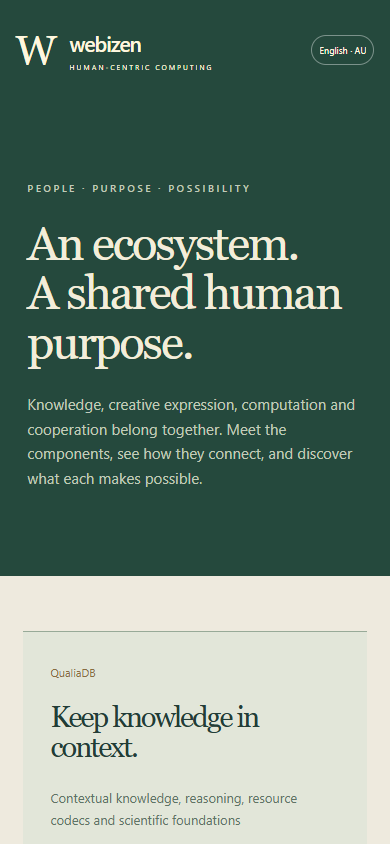 W webizen
HUMAN-CENTRIC COMPUTING
English · AU
PEOPLE · PURPOSE · POSSIBILITY
An ecosystem.
A shared human
purpose.
Knowledge, creative expression, computation and
cooperation belong together. Meet the
components, see how they connect, and discover
what each makes possible.
QualiaDB
Keep knowledge in
context.
Contextual knowledge, reasoning, resource
codecs and scientific foundations